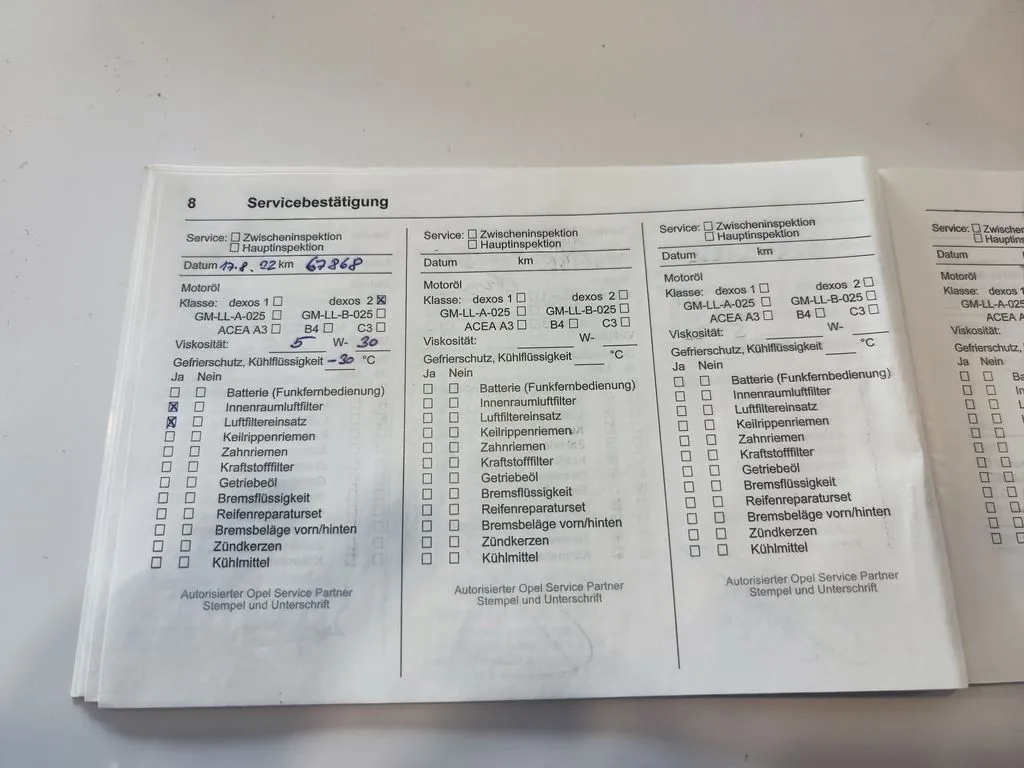 8 Servicebestätigung
Service: ☐ Zwischeninspektion
☐ Hauptinspektion
Datum 17.8.22 km 67868
Motoröl
Klasse: dexos 1 ☐ dexos 2 ☒
GM-LL-A-025 ☐ GM-LL-B-025 ☐
ACEA A3 ☐ B4 ☐ C3 ☐
Viskosität: 5 W- 30
Gefrierschutz, Kühlflüssigkeit -30 °C
Ja Nein
☐ ☐ Batterie (Funkfernbedienung)
☒ ☐ Innenraumluftfilter
☒ ☐ Luftfiltereinsatz
☐ ☐ Keilrippenriemen
☐ ☐ Zahnriemen
☐ ☐ Kraftstofffilter
☐ ☐ Getriebeöl
☐ ☐ Bremsflüssigkeit
☐ ☐ Reifenreparaturset
☐ ☐ Bremsbeläge vorn/hinten
☐ ☐ Zündkerzen
☐ ☐ Kühlmittel
Autorisierter Opel Service Partner
Stempel und Unterschrift
Service: ☐ Zwischeninspektion
☐ Hauptinspektion
Datum km
Motoröl
Klasse: dexos 1 ☐ dexos 2 ☐
GM-LL-A-025 ☐ GM-LL-B-025 ☐
ACEA A3 ☐ B4 ☐ C3 ☐
Viskosität: W-
Gefrierschutz, Kühlflüssigkeit °C
Ja Nein
☐ ☐ Batterie (Funkfernbedienung)
☐ ☐ Innenraumluftfilter
☐ ☐ Luftfiltereinsatz
☐ ☐ Keilrippenriemen
☐ ☐ Zahnriemen
☐ ☐ Kraftstofffilter
☐ ☐ Getriebeöl
☐ ☐ Bremsflüssigkeit
☐ ☐ Reifenreparaturset
☐ ☐ Bremsbeläge vorn/hinten
☐ ☐ Zündkerzen
☐ ☐ Kühlmittel
Autorisierter Opel Service Partner
Stempel und Unterschrift
Service: ☐ Zwischeninspektion
☐ Hauptinspektion
Datum km
Motoröl
Klasse: dexos 1 ☐ dexos 2 ☐
GM-LL-A-025 ☐ GM-LL-B-025 ☐
ACEA A3 ☐ B4 ☐ C3 ☐
Viskosität: W-
Gefrierschutz, Kühlflüssigkeit °C
Ja Nein
☐ ☐ Batterie (Funkfernbedienung)
☐ ☐ Innenraumluftfilter
☐ ☐ Luftfiltereinsatz
☐ ☐ Keilrippenriemen
☐ ☐ Zahnriemen
☐ ☐ Kraftstofffilter
☐ ☐ Getriebeöl
☐ ☐ Bremsflüssigkeit
☐ ☐ Reifenreparaturset
☐ ☐ Bremsbeläge vorn/hinten
☐ ☐ Zündkerzen
☐ ☐ Kühlmittel
Autorisierter Opel Service Partner
Stempel und Unterschrift
Service: ☐
☐
Datum
Motoröl
Klasse: dexos 1
GM-LL-A-025
ACEA A3
Viskosität:
Gefrierschutz,
Ja Nein